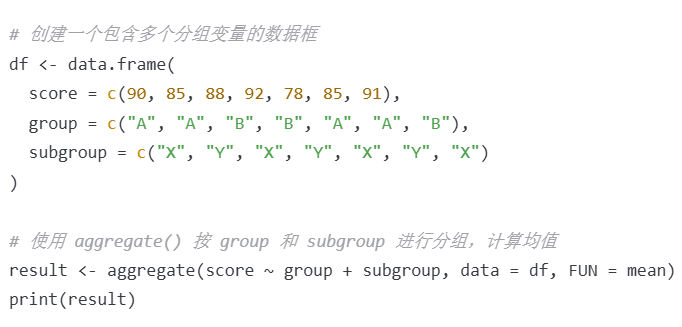 # 创建一个包含多个分组变量的数据框
df <- data.frame(
  score = c(90, 85, 88, 92, 78, 85, 91),
  group = c("A", "A", "B", "B", "A", "A", "B"),
  subgroup = c("X", "Y", "X", "Y", "X", "Y", "X")
)

# 使用 aggregate() 按 group 和 subgroup 进行分组，计算均值
result <- aggregate(score ~ group + subgroup, data = df, FUN = mean)
print(result)